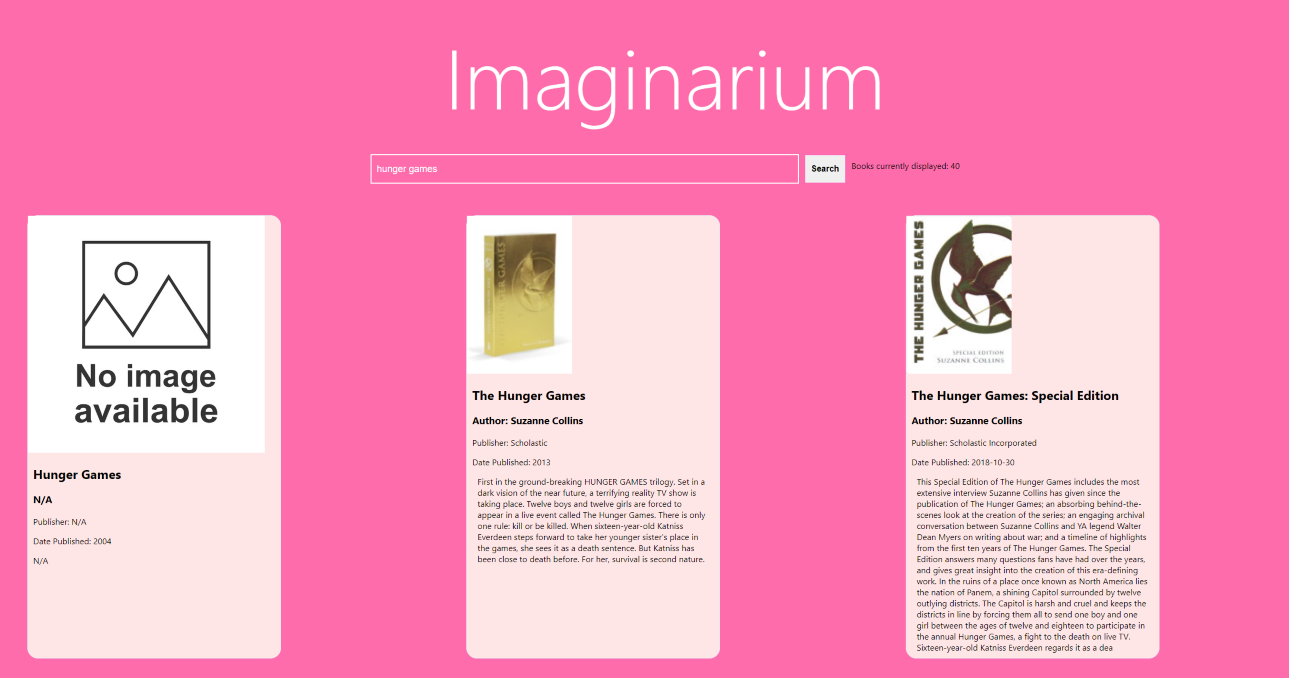 Imaginarium
hunger games
Search
Books currently displayed: 40
No image
available
Hunger Games
N/A
Publisher: N/A
Date Published: 2004
N/A
The Hunger Games
Author: Suzanne Collins
Publisher: Scholastic
Date Published: 2013
First in the ground-breaking HUNGER GAMES trilogy. Set in a
dark vision of the near future, a terrifying reality TV show is
taking place. Twelve boys and twelve girls are forced to
appear in a live event called The Hunger Games. There is only
one rule: kill or be killed. When sixteen-year-old Katniss
Everdeen steps forward to take her younger sister's place in
the games, she sees it as a death sentence. But Katniss has
been close to death before. For her, survival is second nature.
THE HUNGER GAMES
SPECIAL EDITION
SUZANNE COLLINS
The Hunger Games: Special Edition
Author: Suzanne Collins
Publisher: Scholastic Incorporated
Date Published: 2018-10-30
This Special Edition of The Hunger Games includes the most
extensive interview Suzanne Collins has given since the
publication of The Hunger Games; an absorbing behind-the-
scenes look at the creation of the series; an engaging archival
conversation between Suzanne Collins and YA legend Walter
Dean Myers on writing about war; and a timeline of highlights
from the first ten years of The Hunger Games. The Special
Edition answers many questions fans have had over the years,
and gives great insight into the creation of this era-defining
work. In the ruins of a place once known as North America lies
the nation of Panem, a shining Capitol surrounded by twelve
outlying districts. The Capitol is harsh and cruel and keeps the
districts in line by forcing them all to send one boy and one
girl between the ages of twelve and eighteen to participate in
the annual Hunger Games, a fight to the death on live TV.
Sixteen-year-old Katniss Everdeen regards it as a dea